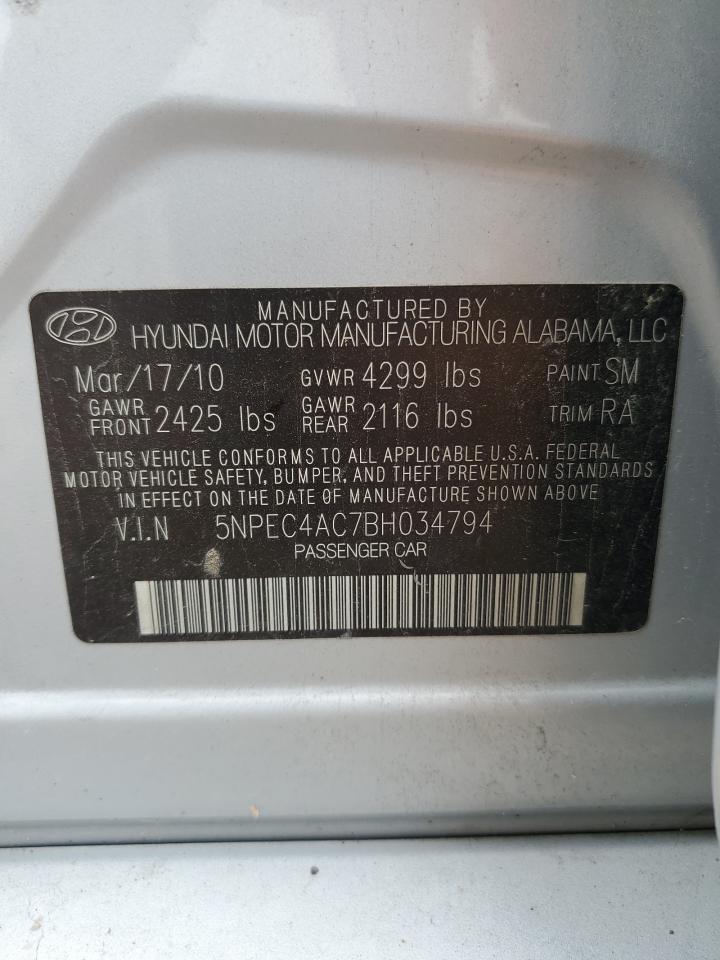 MANUFACTURED BY
HYUNDAI MOTOR MANUFACTURING ALABAMA, LLC
Mar/17/10 GVWR 4299 lbs PAINT SM
GAWR FRONT 2425 lbs GAWR REAR 2116 lbs TRIM RA
THIS VEHICLE CONFORMS TO ALL APPLICABLE U.S.A. FEDERAL
MOTOR VEHICLE SAFETY, BUMPER, AND THEFT PREVENTION STANDARDS
IN EFFECT ON THE DATE OF MANUFACTURE SHOWN ABOVE
V.I.N 5NPEC4AC7BH034794
PASSENGER CAR